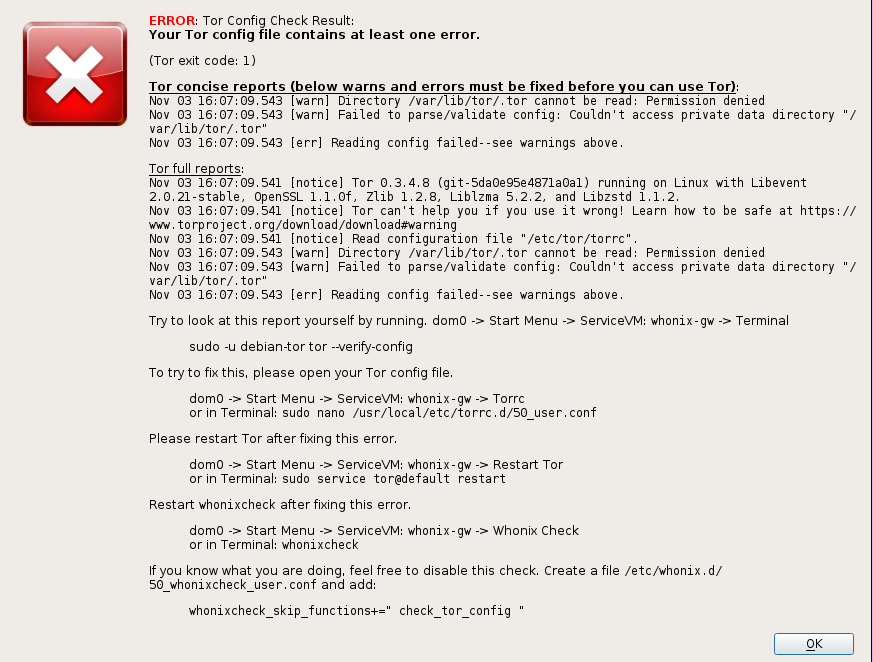 ERROR: Tor Config Check Result:
Your Tor config file contains at least one error.
(Tor exit code: 1)
Tor concise reports (below warns and errors must be fixed before you can use Tor):
Nov 03 16:07:09.543 [warn] Directory /var/lib/tor/.tor cannot be read: Permission denied
Nov 03 16:07:09.543 [warn] Failed to parse/validate config: Couldn't access private data directory "/
var/lib/tor/.tor"
Nov 03 16:07:09.543 [err] Reading config failed--see warnings above.
Tor full reports:
Nov 03 16:07:09.541 [notice] Tor 0.3.4.8 (git-5da0e95e4871a0a1) running on Linux with Libevent
2.0.21-stable, OpenSSL 1.1.0f, Zlib 1.2.8, Liblzma 5.2.2, and Libzstd 1.1.2.
Nov 03 16:07:09.541 [notice] Tor can't help you if you use it wrong! Learn how to be safe at https://
www.torproject.org/download/download#warning
Nov 03 16:07:09.541 [notice] Read configuration file "/etc/tor/torrc".
Nov 03 16:07:09.543 [warn] Directory /var/lib/tor/.tor cannot be read: Permission denied
Nov 03 16:07:09.543 [warn] Failed to parse/validate config: Couldn't access private data directory "/
var/lib/tor/.tor"
Nov 03 16:07:09.543 [err] Reading config failed--see warnings above.
Try to look at this report yourself by running. dom0 -> Start Menu -> ServiceVM: whonix-gw -> Terminal
sudo -u debian-tor tor --verify-config
To try to fix this, please open your Tor config file.
dom0 -> Start Menu -> ServiceVM: whonix-gw -> Torrc
or in Terminal: sudo nano /usr/local/etc/torrc.d/50_user.conf
Please restart Tor after fixing this error.
dom0 -> Start Menu -> ServiceVM: whonix-gw -> Restart Tor
or in Terminal: sudo service tor@default restart
Restart whonixcheck after fixing this error.
dom0 -> Start Menu -> ServiceVM: whonix-gw -> Whonix Check
or in Terminal: whonixcheck
If you know what you are doing, feel free to disable this check. Create a file /etc/whonix.d/
50_whonixcheck_user.conf and add:
whonixcheck_skip_functions+=" check_tor_config "
OK